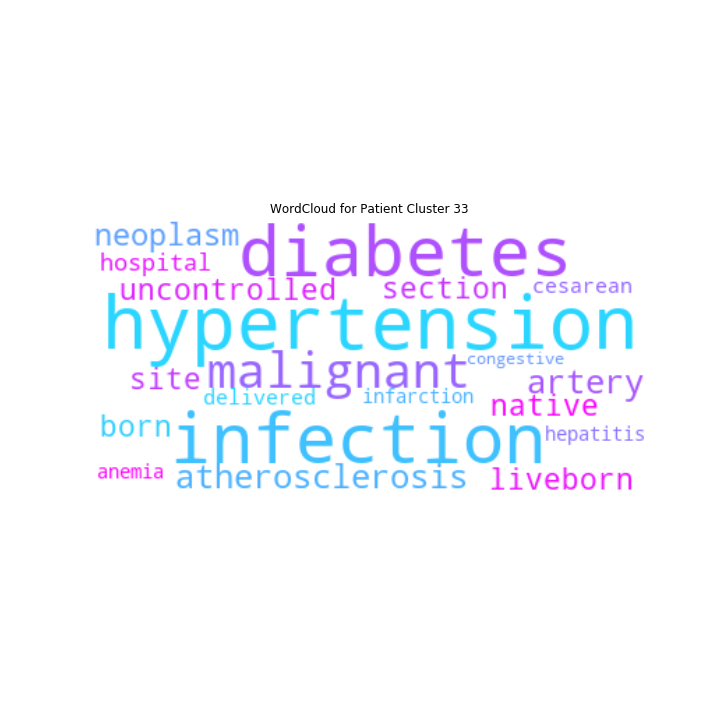 WordCloud for Patient Cluster 33
neoplasm diabetes
hospital
uncontrolled section cesarean
hypertension
malignant congestive
site artery
delivered infarction native
born infection hepatitis
anemia atherosclerosis liveborn